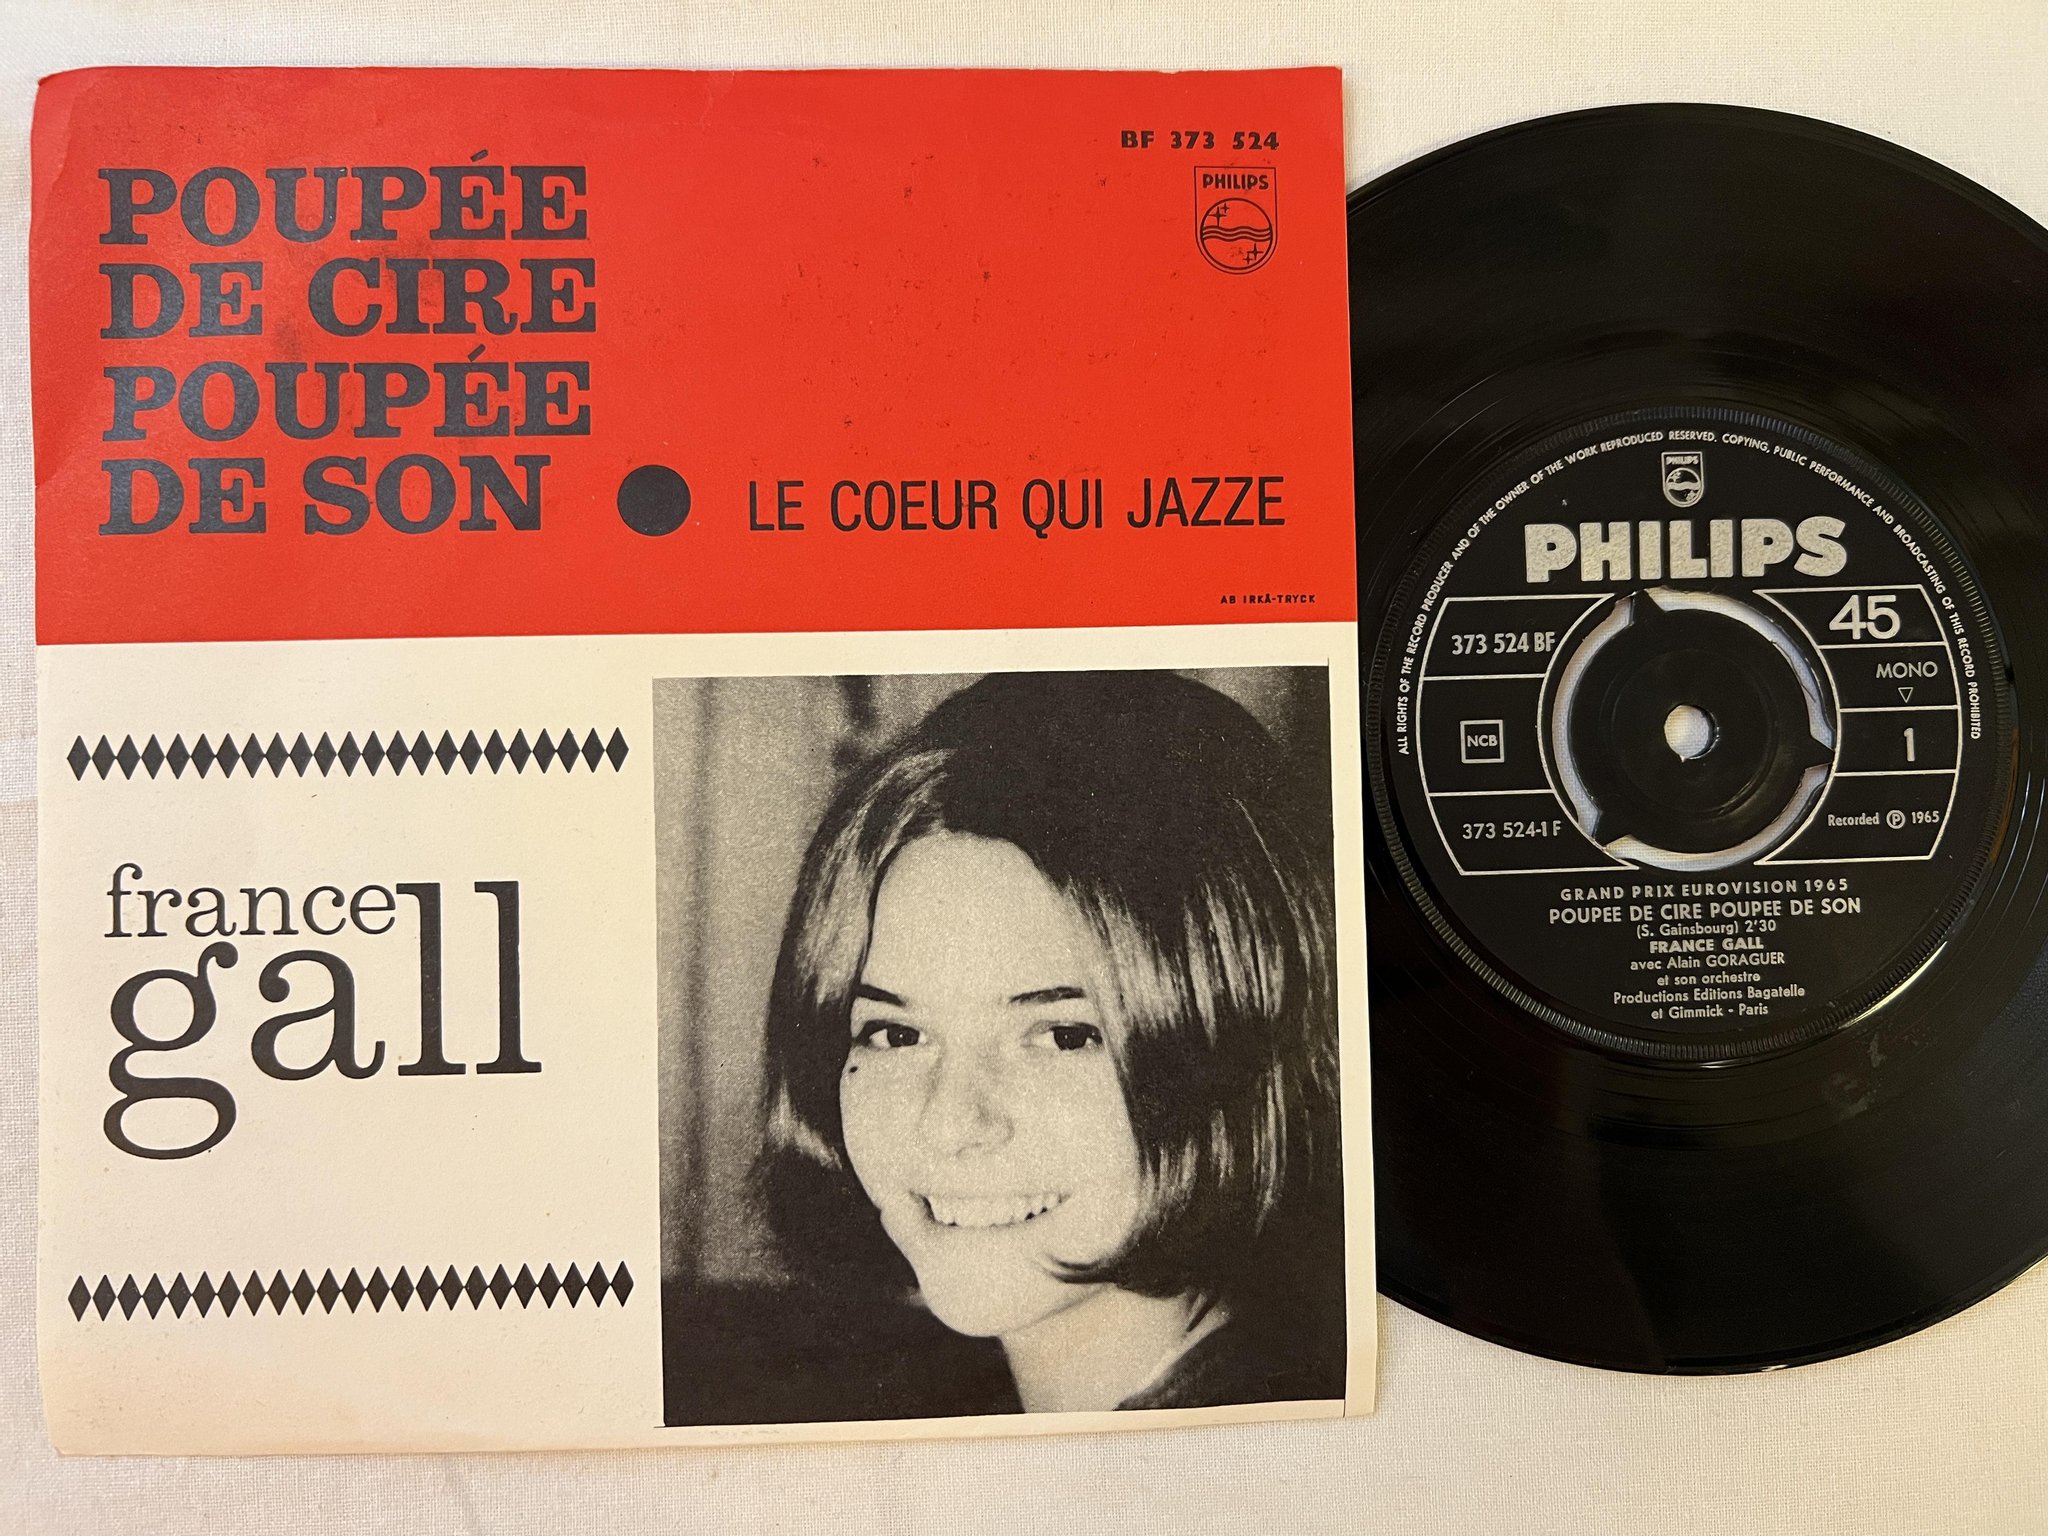 BF 373 524
PHILIPS
POUPÉE
DE CIRE
POUPÉE
DE SON ● LE COEUR QUI JAZZE
AB IRKÅ-TRYCK
france
gall
ALL RIGHTS OF THE RECORD PRODUCER AND OF THE OWNER OF THE WORK REPRODUCED RESERVED. COPYING, PUBLIC PERFORMANCE AND BROADCASTING OF THIS RECORD PROHIBITED
PHILIPS
PHILIPS
373 524 BF
45
MONO
▽
NCB
1
373 524-1 F
Recorded ℗ 1965
GRAND PRIX EUROVISION 1965
POUPEE DE CIRE POUPEE DE SON
(S. Gainsbourg) 2'30
FRANCE GALL
avec Alain GORAGUER
et son orchestre
Productions Editions Bagatelle
et Gimmick - Paris